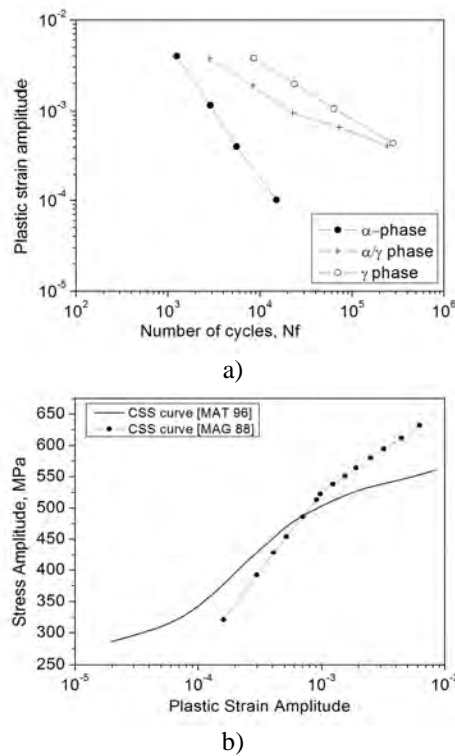 10⁻²
10⁻³
10⁻⁴
10⁻⁵
Plastic strain amplitude
α-phase
α/γ phase
γ phase
10² 10³ 10⁴ 10⁵ 10⁶
Number of cycles, Nf
a)
CSS curve [MAT 96]
CSS curve [MAG 88]
650
600
550
500
450
400
350
300
250
Stress Amplitude, MPa
10⁻⁵ 10⁻⁴ 10⁻³ 10⁻²
Plastic Strain Amplitude
b)